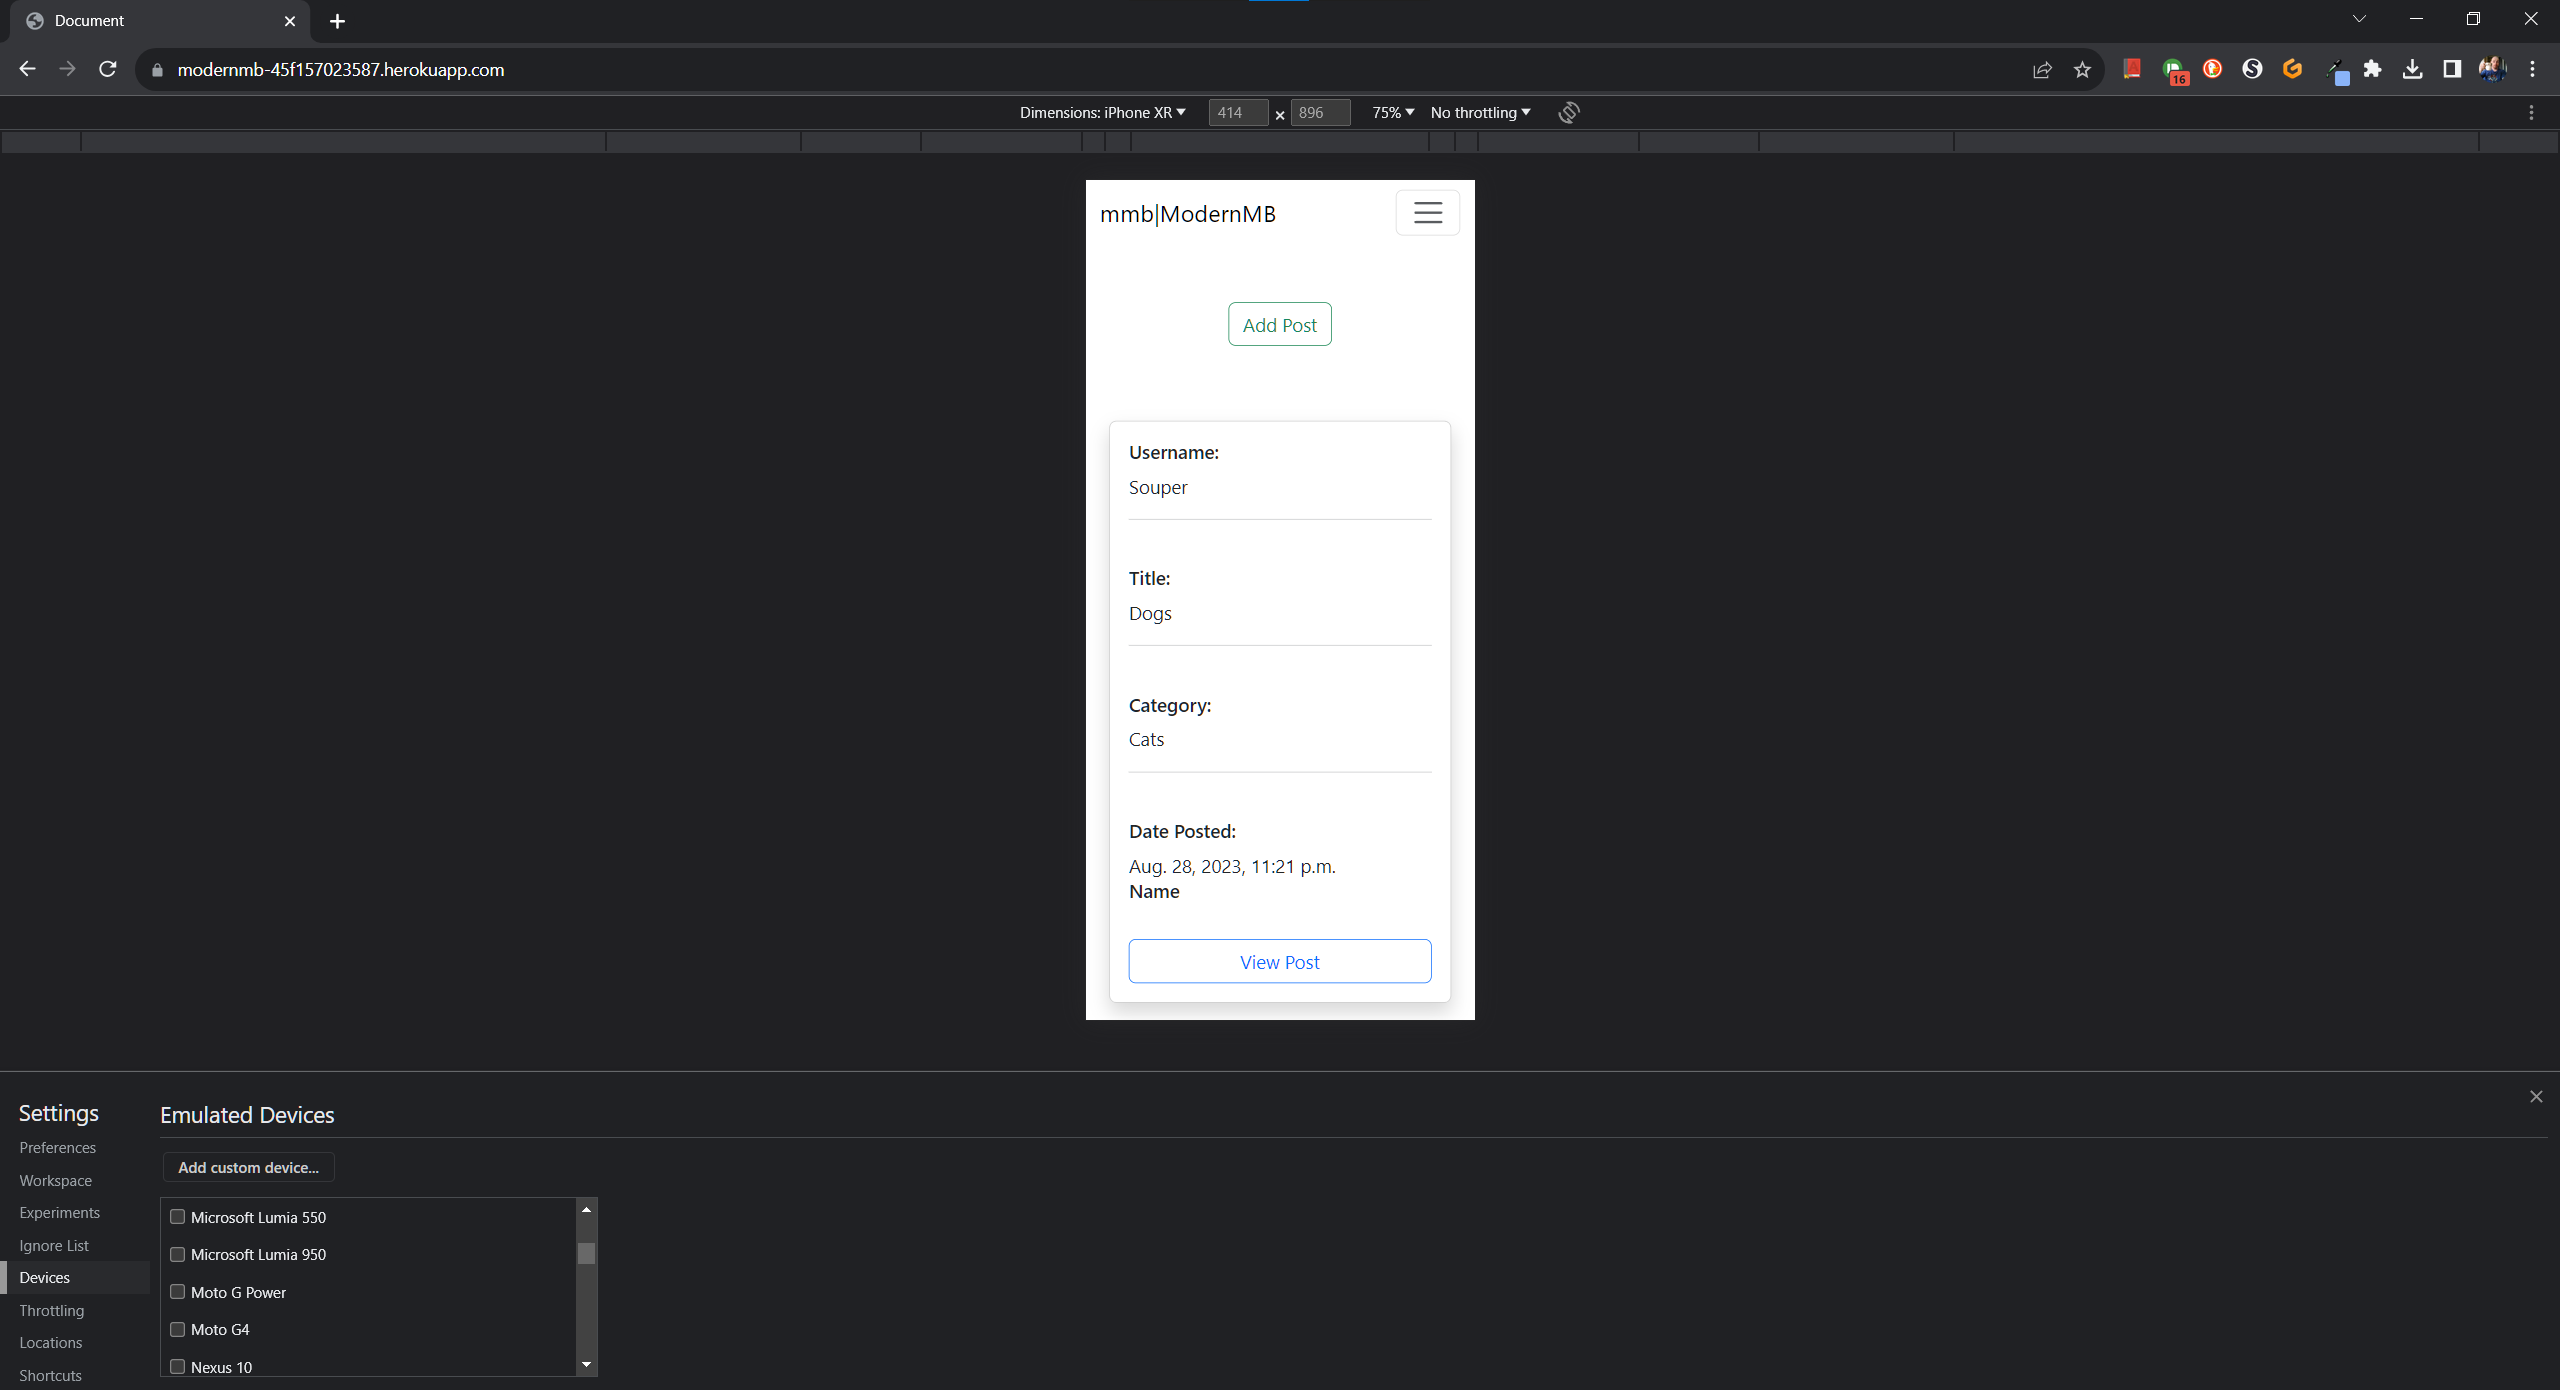 Document
modernmb-45f157023587.herokuapp.com
16
Dimensions: iPhone XR
414 × 896
75%
No throttling
mmb|ModernMB
Add Post
Username:
Souper
Title:
Dogs
Category:
Cats
Date Posted:
Aug. 28, 2023, 11:21 p.m.
Name
View Post
Settings
Preferences
Workspace
Experiments
Ignore List
Devices
Throttling
Locations
Shortcuts
Emulated Devices
Add custom device...
Microsoft Lumia 550
Microsoft Lumia 950
Moto G Power
Moto G4
Nexus 10